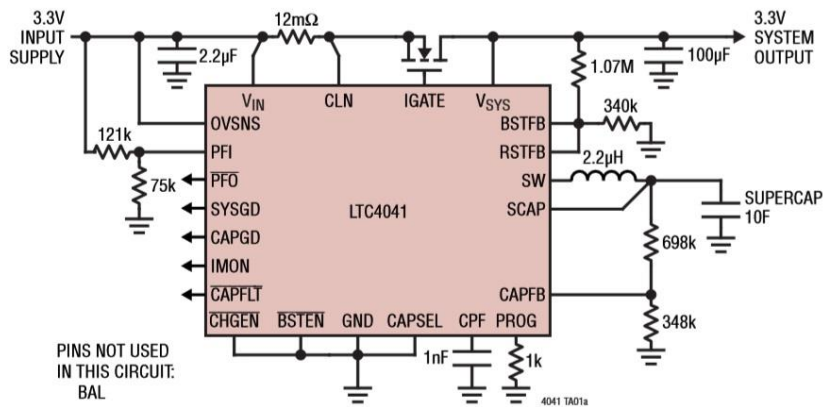 3.3V
INPUT
SUPPLY
12mΩ
2.2µF
3.3V
SYSTEM
OUTPUT
100µF
1.07M
340k
VIN
CLN
IGATE
VSYS
OVSNS
BSTFB
121k
PFI
RSTFB
2.2µH
75k
PFO
SW
SYSGD
LTC4041
SCAP
SUPERCAP
10F
CAPGD
698k
IMON
CAPFLT
CAPFB
348k
CHGEN
BSTEN
GND
CAPSEL
CPF
PROG
1nF
1k
PINS NOT USED
IN THIS CIRCUIT:
BAL
4041 TA01a